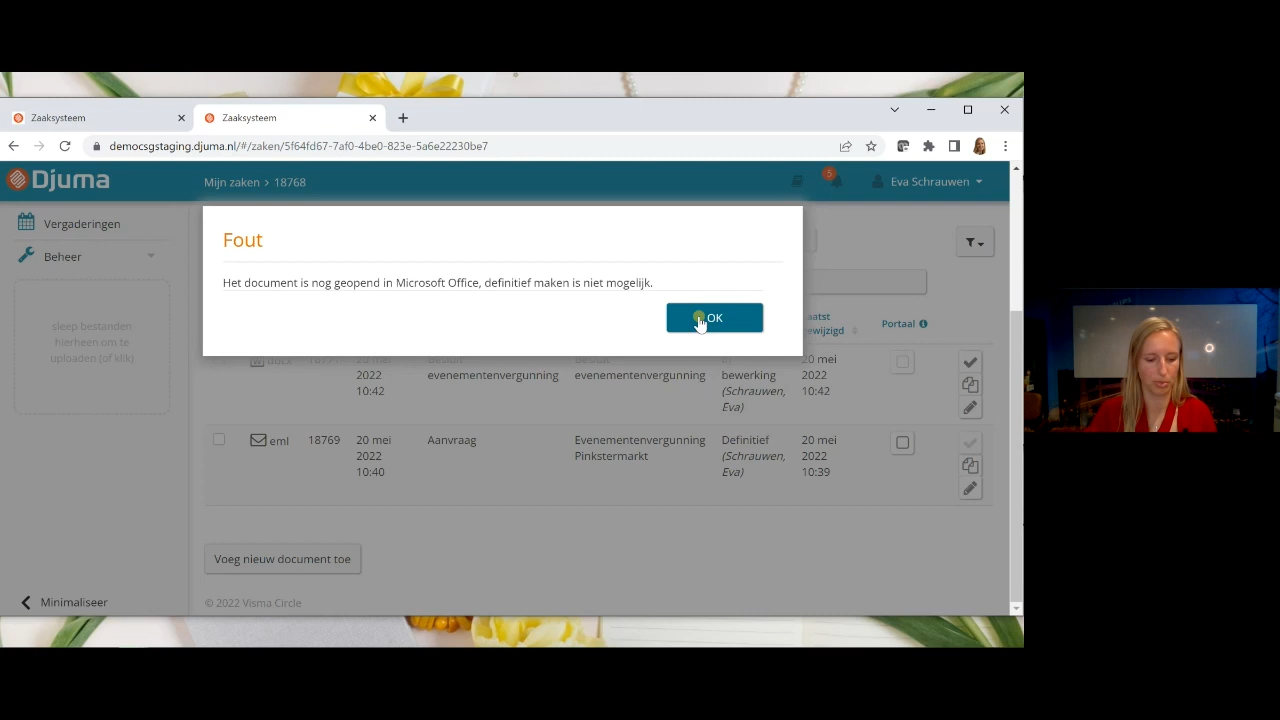 Zaaksysteem
Zaaksysteem
democsgstaging.djuma.nl/#/zaken/5f64fd67-7af0-4be0-823e-5a6e22230be7
Djuma
Mijn zaken > 18768
5
Eva Schrauwen
Vergaderingen
Beheer
sleep bestanden
hierheen om te
uploaden (of klik)
Minimaliseer
Fout
Het document is nog geopend in Microsoft Office, definitief maken is niet mogelijk.
OK
Portaal
docx
20 mei
2022
10:42
Besluit
evenementenvergunning
Besluit
evenementenvergunning
In
bewerking
(Schrauwen,
Eva)
20 mei
2022
10:42
eml
18769
20 mei
2022
10:40
Aanvraag
Evenementenvergunning
Pinkstermarkt
Definitief
(Schrauwen,
Eva)
20 mei
2022
10:39
Voeg nieuw document toe
© 2022 Visma Circle